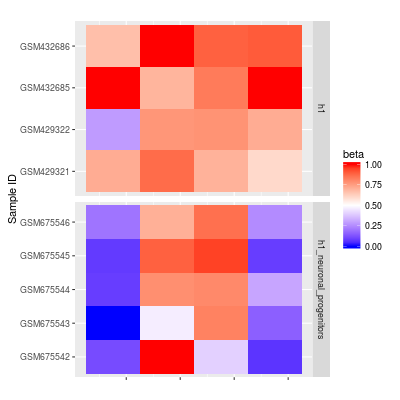 GSM432686
GSM432685
GSM429322
GSM429321
h1
GSM675546
GSM675545
GSM675544
GSM675543
GSM675542
h1_neuronal_progenitors
Sample ID
beta
1.00
0.75
0.50
0.25
0.00